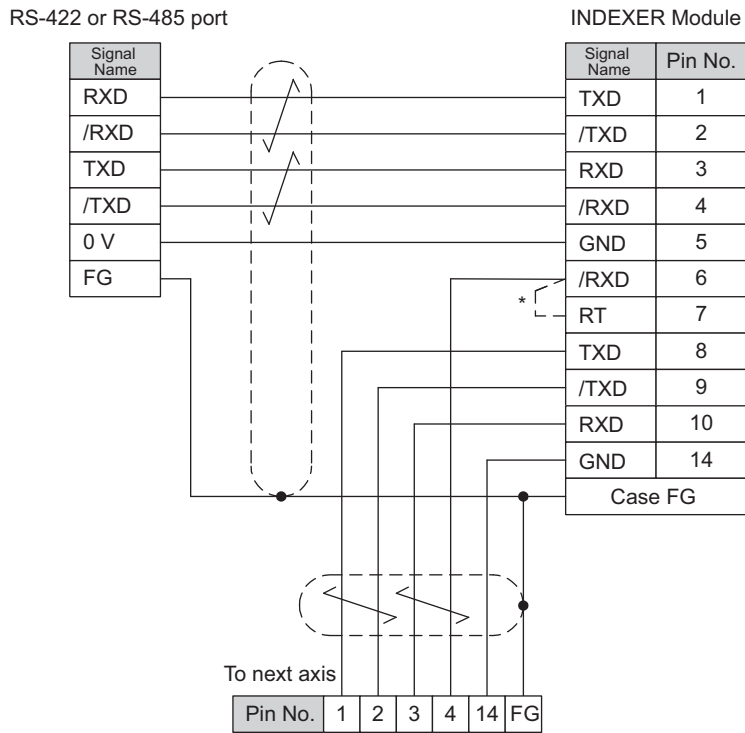 RS-422 or RS-485 port
INDEXER Module
Signal Name
RXD
/RXD
TXD
/TXD
0 V
FG
Signal Name Pin No.
TXD 1
/TXD 2
RXD 3
/RXD 4
GND 5
/RXD 6
*
RT 7
TXD 8
/TXD 9
RXD 10
GND 14
Case FG
To next axis
Pin No. 1 2 3 4 14 FG